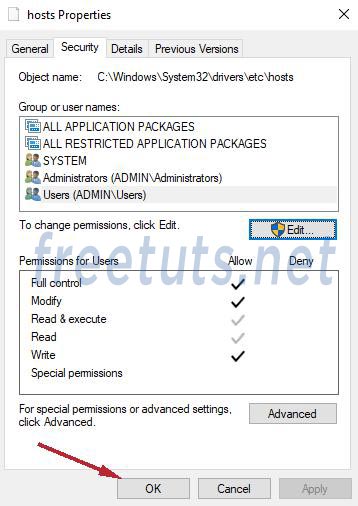 hosts Properties
General Security Details Previous Versions
Object name: C:\Windows\System32\drivers\etc\hosts
Group or user names:
ALL APPLICATION PACKAGES
ALL RESTRICTED APPLICATION PACKAGES
SYSTEM
Administrators (ADMIN\Administrators)
Users (ADMIN\Users)
To change permissions, click Edit.
Edit...
freetuts.net
Permissions for Users Allow Deny
Full control
Modify
Read & execute
Read
Write
Special permissions
For special permissions or advanced settings,
click Advanced.
Advanced
OK Cancel Apply